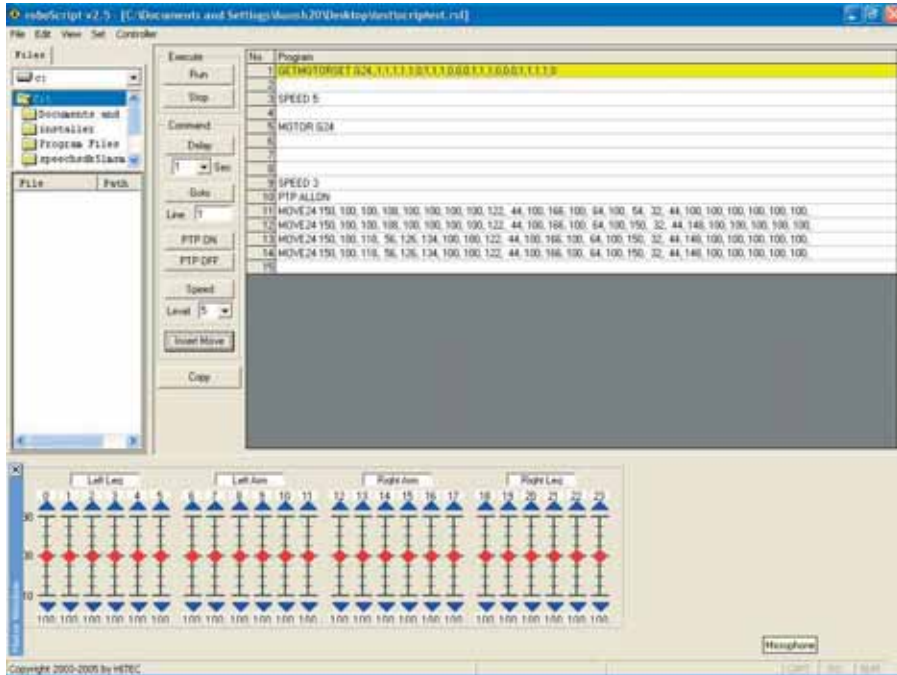 roboScript v2.5 - [C:\Documents and Settings\
File Edit View Set Controller
Files
c:
C:\
Documents and
installer
Program Files
File Path
Execute
Run
Stop
Command
Delay
1 Sec
Goto
Line 1
PTP ON
PTP OFF
Speed
Level 5
Insert Move
Copy
No Program
1 GETMOTORSET G24,1,1,1,1,1,0,1,1,1,0,0,0,1,1,1,0,0,0,1,1,1,1,1,0
2
3 SPEED 5
4
5 MOTOR G24
6
7
8
9 SPEED 3
10 PTP ALLON
11 MOVE24 150, 100, 100, 108, 100, 100, 100, 100, 122, 44, 100, 166, 100, 64, 100, 54, 32, 44, 100, 100, 100, 100, 100, 100,
12 MOVE24 150, 100, 100, 108, 100, 100, 100, 100, 122, 44, 100, 166, 100, 64, 100, 150, 32, 44, 148, 100, 100, 100, 100, 100,
13 MOVE24 150, 100, 118, 56, 126, 134, 100, 100, 122, 44, 100, 166, 100, 64, 100, 150, 32, 44, 148, 100, 100, 100, 100, 100,
14 MOVE24 150, 100, 118, 56, 126, 134, 100, 100, 122, 44, 100, 166, 100, 64, 100, 150, 32, 44, 148, 100, 100, 100, 100, 100,
15
Left Leg Left Arm Right Arm Right Leg
0 1 2 3 4 5 6 7 8 9 10 11 12 13 14 15 16 17 18 19 20 21 22 23
100 100 100 100 100 100 100 100 100 100 100 100 100 100 100 100 100 100 100 100 100 100 100 100
Microphone
Copyright 2003-2005 by HITEC
NUM